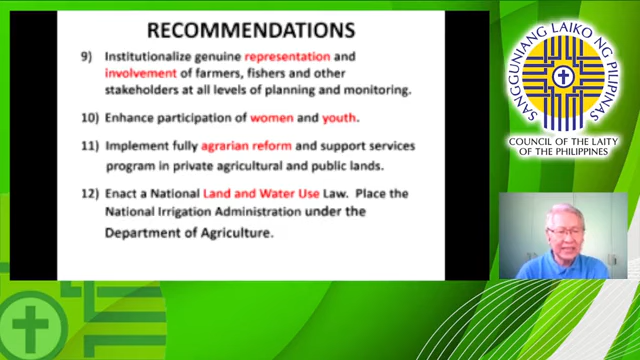 RECOMMENDATIONS
9) Institutionalize genuine representation and
involvement of farmers, fishers and other
stakeholders at all levels of planning and monitoring.
10) Enhance participation of women and youth.
11) Implement fully agrarian reform and support services
program in private agricultural and public lands.
12) Enact a National Land and Water Use Law. Place the
National Irrigation Administration under the
Department of Agriculture.
SANGGUNIANG LAIKO NG PILIPINAS
COUNCIL OF THE LAITY
OF THE PHILIPPINES